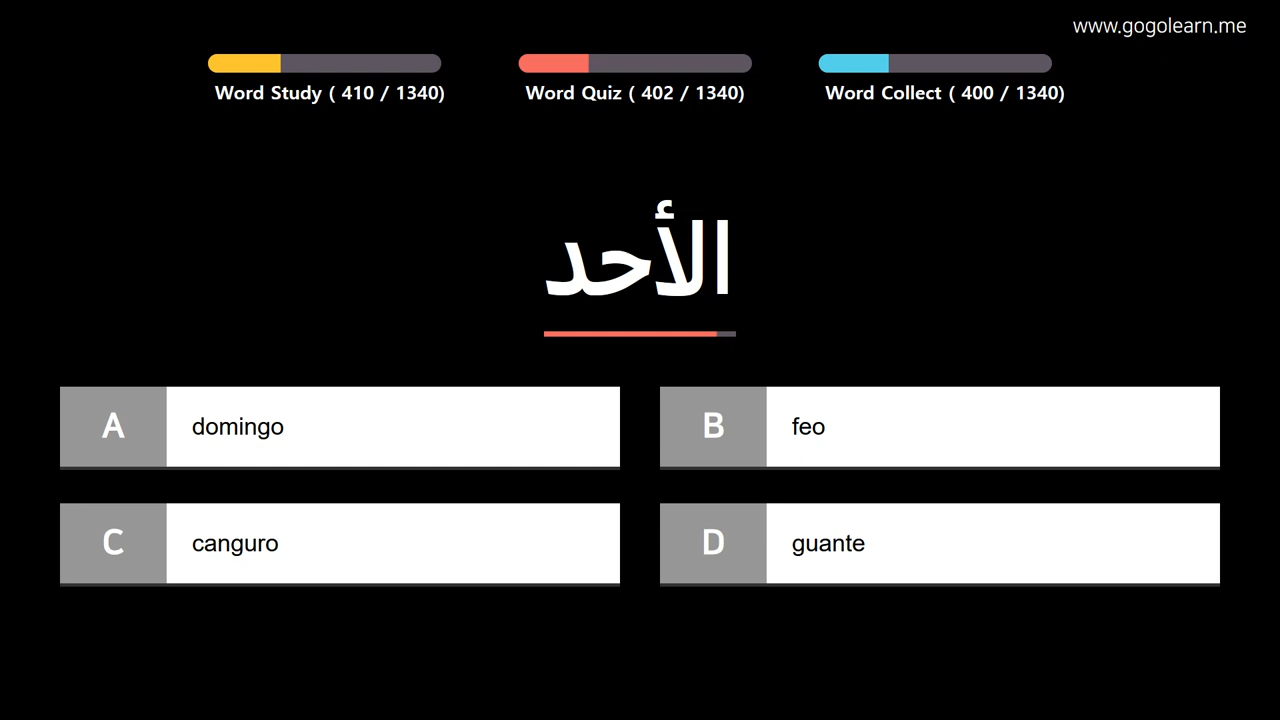 www.gogolearn.me
Word Study ( 410 / 1340)
Word Quiz ( 402 / 1340)
Word Collect ( 400 / 1340)
الأحد
A domingo
B feo
C canguro
D guante